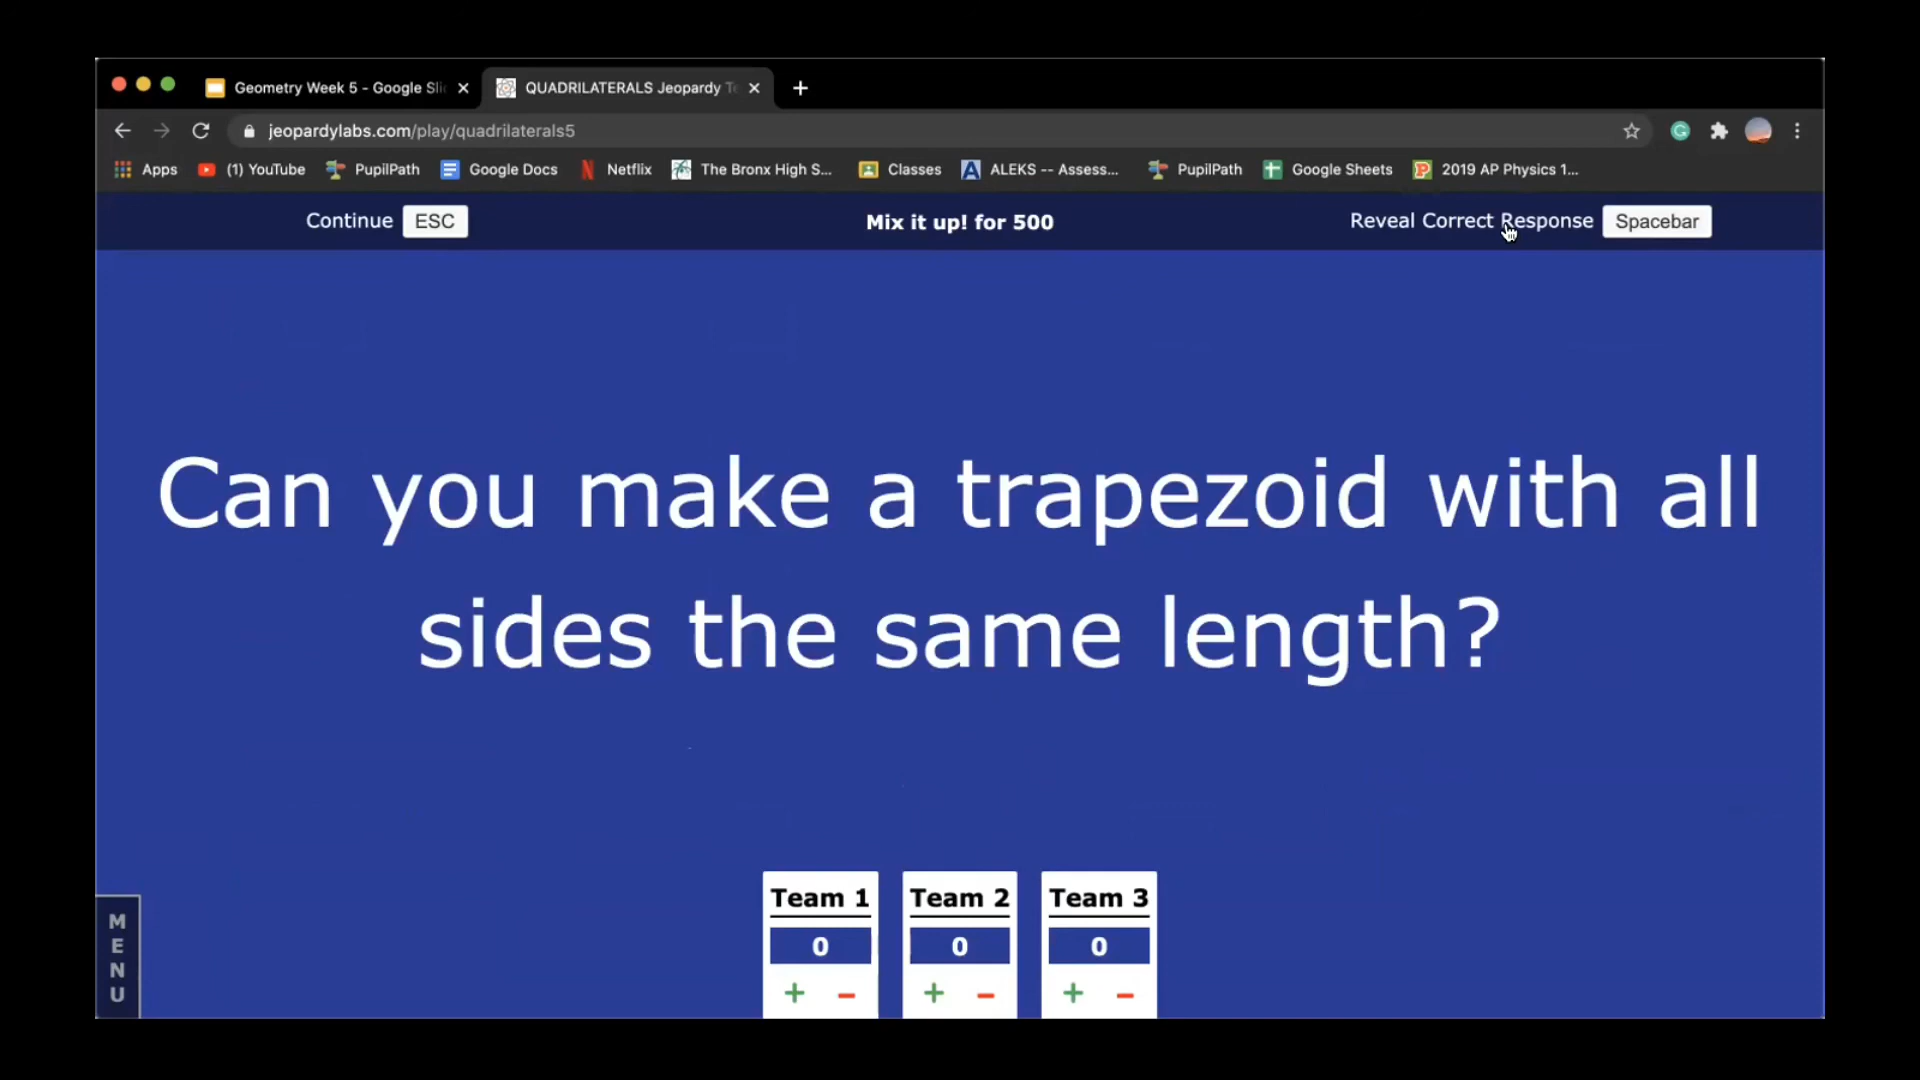 Geometry Week 5 - Google Sli
QUADRILATERALS Jeopardy Te
jeopardylabs.com/play/quadrilaterals5
Apps (1) YouTube PupilPath Google Docs Netflix The Bronx High S... Classes ALEKS -- Assess... PupilPath Google Sheets 2019 AP Physics 1...
Continue ESC Mix it up! for 500 Reveal Correct Response Spacebar
Can you make a trapezoid with all
sides the same length?
MENU
Team 1 Team 2 Team 3
0 0 0
+ − + − + −